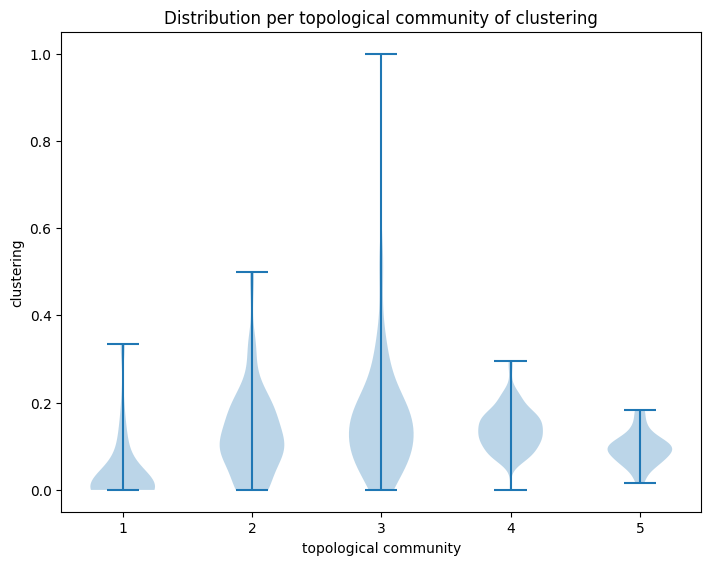 Distribution per topological community of clustering
1.0
0.8
0.6
0.4
0.2
0.0
clustering
1 2 3 4 5
topological community